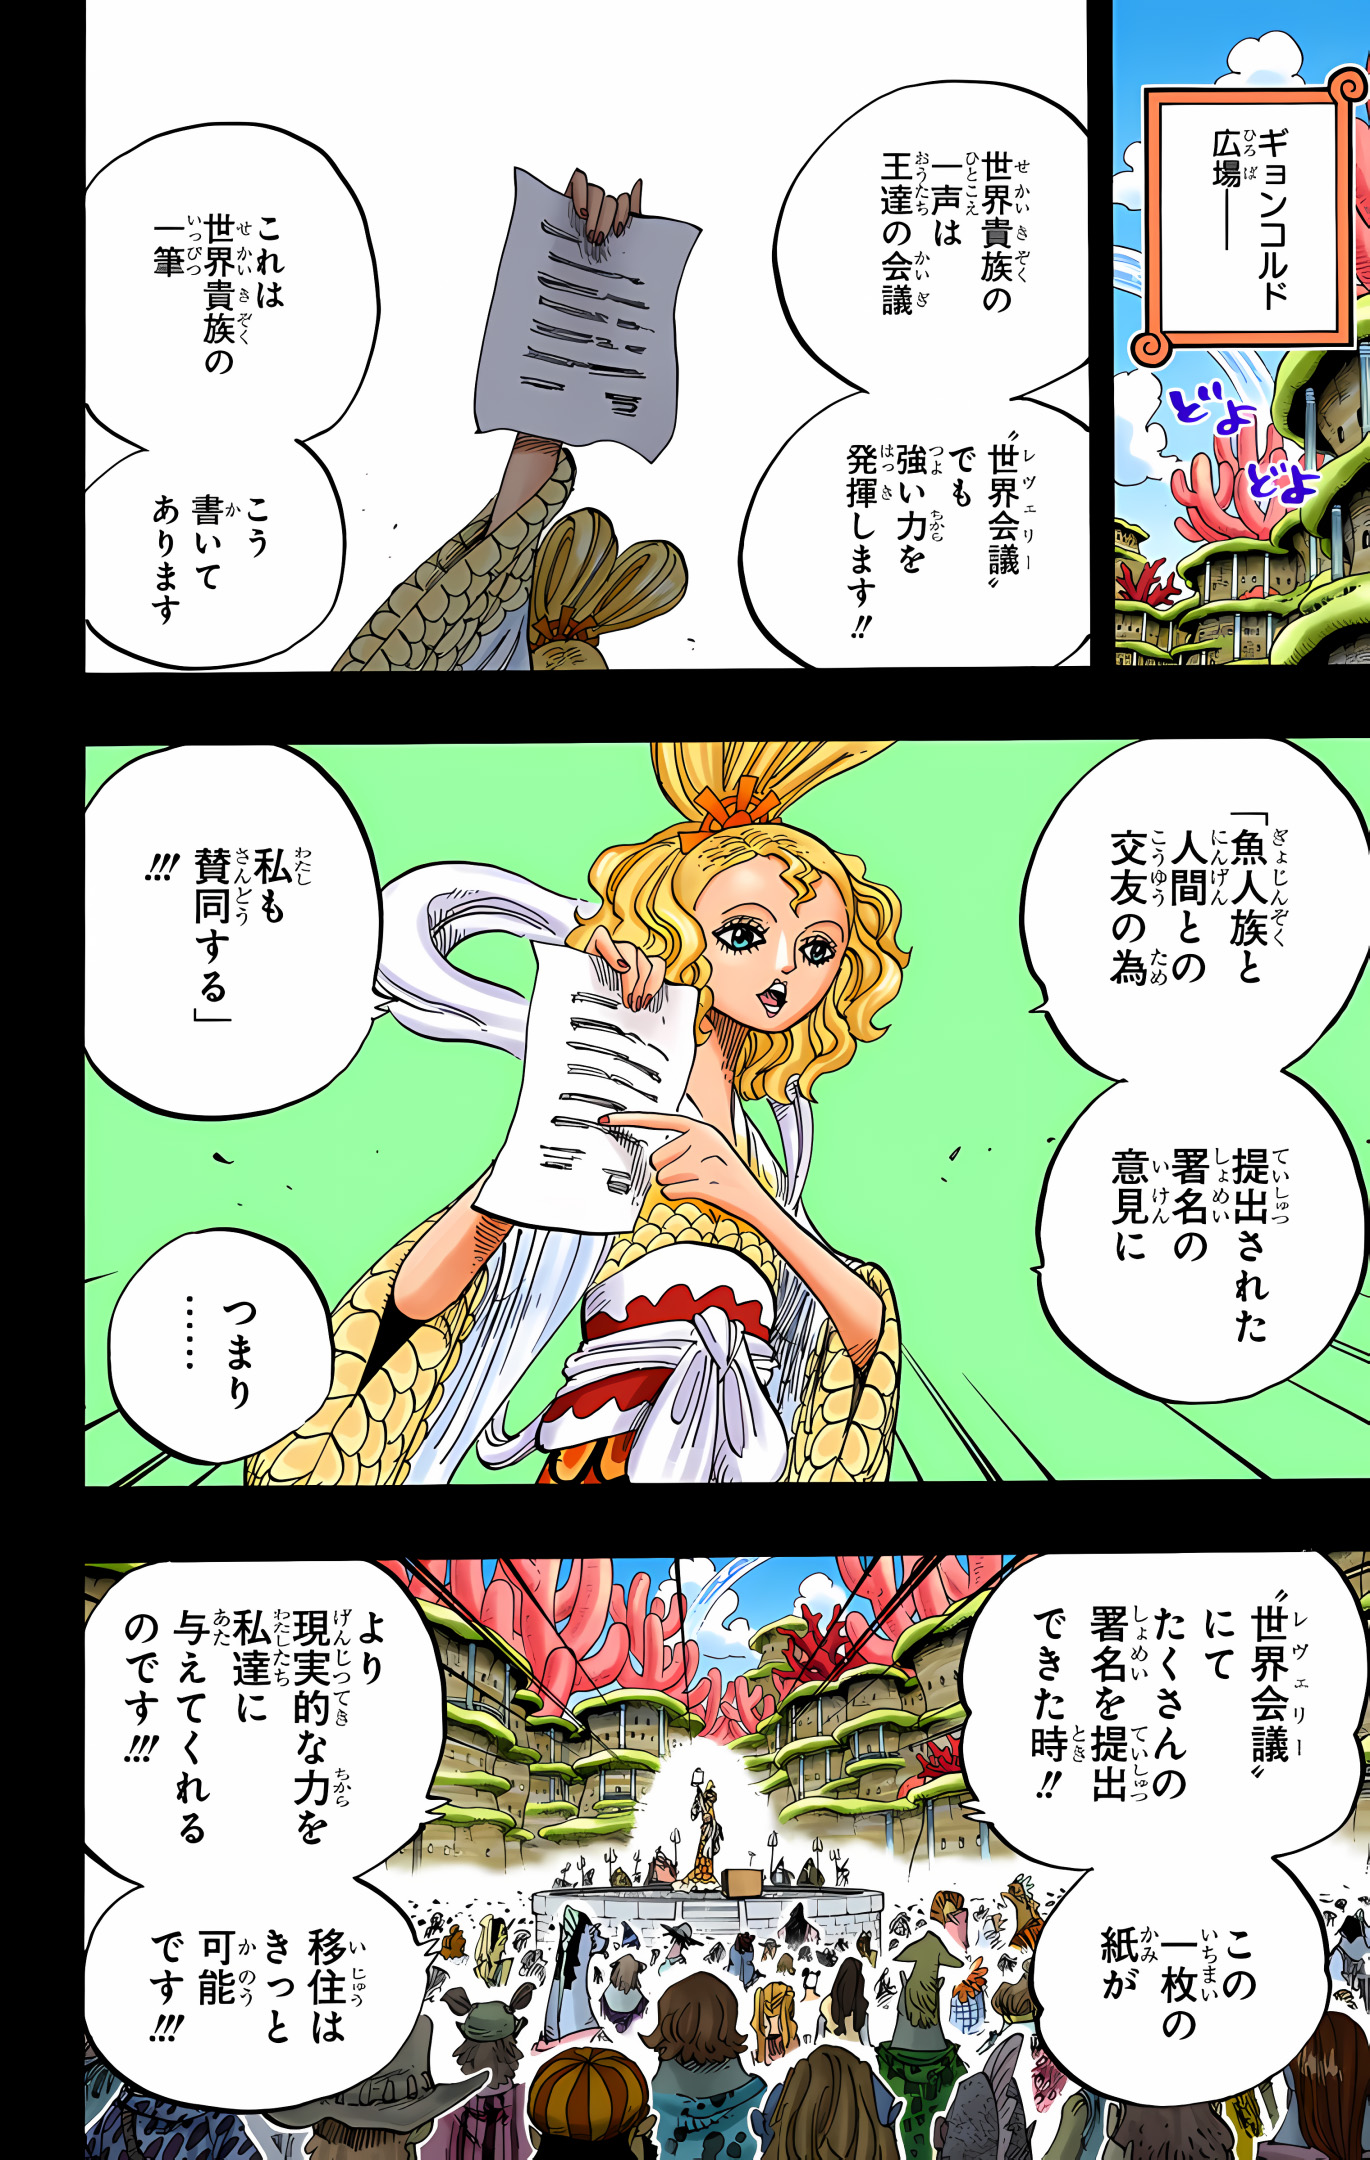 ギョンコルド
広場──
どよ
どよ
世界貴族の
一声は
王達の会議
〝世界会議〟
でも
強い力を
発揮します!!
これは
世界貴族の
一筆
こう
書いて
あります
「魚人族と
人間との
交友の為
提出された
署名の
意見に
私も
賛同する」
!!!
つまり
……
〝世界会議〟
にて
たくさんの
署名を提出
できた時!!
この
一枚の
紙が
より
現実的な力を
私達に
与えてくれる
のです!!!
移住は
きっと
可能
です!!!